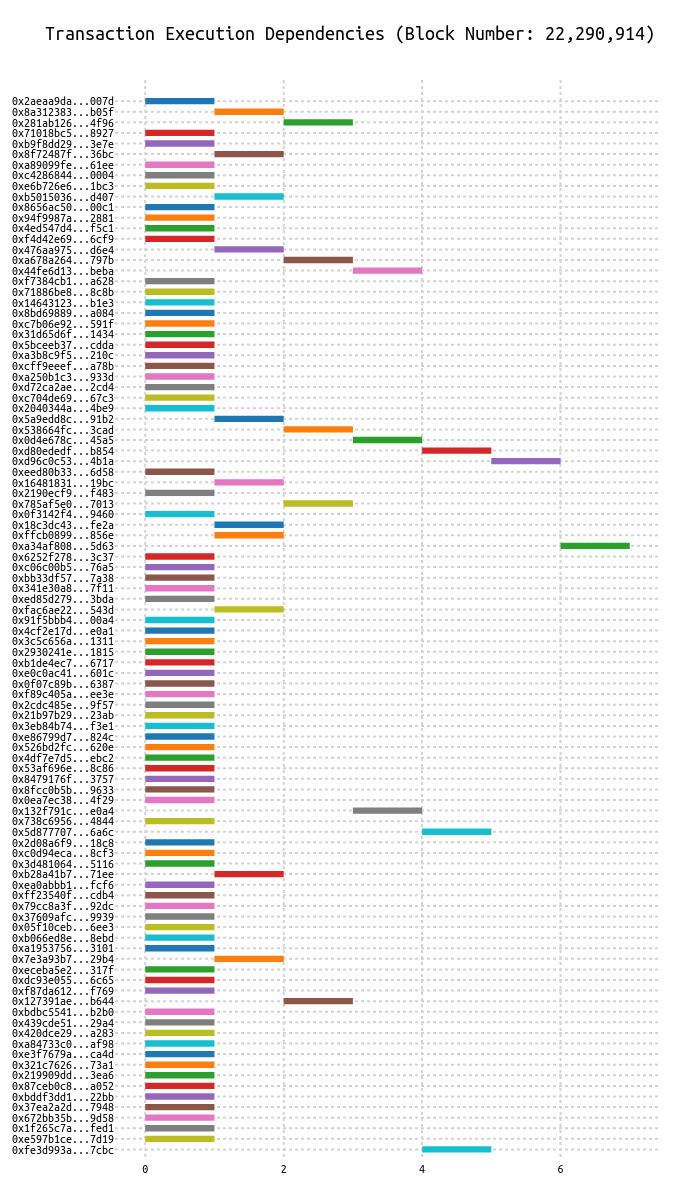 Transaction Execution Dependencies (Block Number: 22,290,914)
0x2aeaa9da...007d
0x8a312383...b05f
0x281ab126...4f96
0x71018bc5...8927
0xb9f8dd29...3e7e
0x8f72487f...36bc
0xa89099fe...61ee
0xc4286844...0004
0xe6b726e6...1bc3
0xb5015036...d407
0x8656ac50...00c1
0x94f9987a...2881
0x4ed547d4...f5c1
0xf4d42e69...6cf9
0x476aa975...d6e4
0xa678a264...797b
0x44fe6d13...beba
0xf7384cb1...a628
0x71886be8...8c8b
0x14643123...b1e3
0x8bd69889...a084
0xc7b06e92...591f
0x31d65d6f...1434
0x5bceeb37...cdda
0xa3b8c9f5...210c
0xcff9eeef...a78b
0xa250b1c3...933d
0xd72ca2ae...2cd4
0xc704de69...67c3
0x2040344a...4be9
0x5a9edd8c...91b2
0x538664fc...3cad
0x0d4e678c...45a5
0xd80ededf...b854
0xd96c0c53...4b1a
0xeed80b33...6d58
0x16481831...19bc
0x2190ecf9...f483
0x785af5e0...7013
0x0f3142f4...9460
0x18c3dc43...fe2a
0xffcb0899...856e
0xa34af808...5d63
0x6252f278...3c37
0xc06c00b5...76a5
0xbb33df57...7a38
0x341e30a8...7f11
0xed85d279...3bda
0xfac6ae22...543d
0x91f5bbb4...00a4
0x4cf2e17d...e0a1
0x3c5c656a...1311
0x2930241e...1815
0xb1de4ec7...6717
0xe0c0ac41...601c
0x0f07c89b...6387
0xf89c405a...ee3e
0x2cdc485e...9f57
0x21b97b29...23ab
0x3eb84b74...f3e1
0xe86799d7...824c
0x526bd2fc...620e
0x4df7e7d5...ebc2
0x53af696e...8c86
0x8479176f...3757
0x8fcc0b5b...9633
0x0ea7ec38...4f29
0x132f791c...e0a4
0x738c6956...4844
0x5d877707...6a6c
0x2d08a6f9...18c8
0xc0d94eca...8cf3
0x3d481064...5116
0xb28a41b7...71ee
0xea0abbb1...fcf6
0xff23540f...cdb4
0x79cc8a3f...92dc
0x37609afc...9939
0x05f10ceb...6ee3
0xb066ed8e...8ebd
0xa1953756...3101
0x7e3a93b7...29b4
0xeceba5e2...317f
0xdc93e055...6c65
0xf87da612...f769
0x127391ae...b644
0xbdbc5541...b2b0
0x439cde51...29a4
0x420dce29...a283
0xa84733c0...af98
0xe3f7679a...ca4d
0x321c7626...73a1
0x219909dd...3ea6
0x87ceb0c8...a052
0xbddf3dd1...22bb
0x37ea2a2d...7948
0x672bb35b...9d58
0x1f265c7a...fed1
0xe597b1ce...7d19
0xfe3d993a...7cbc
0 2 4 6